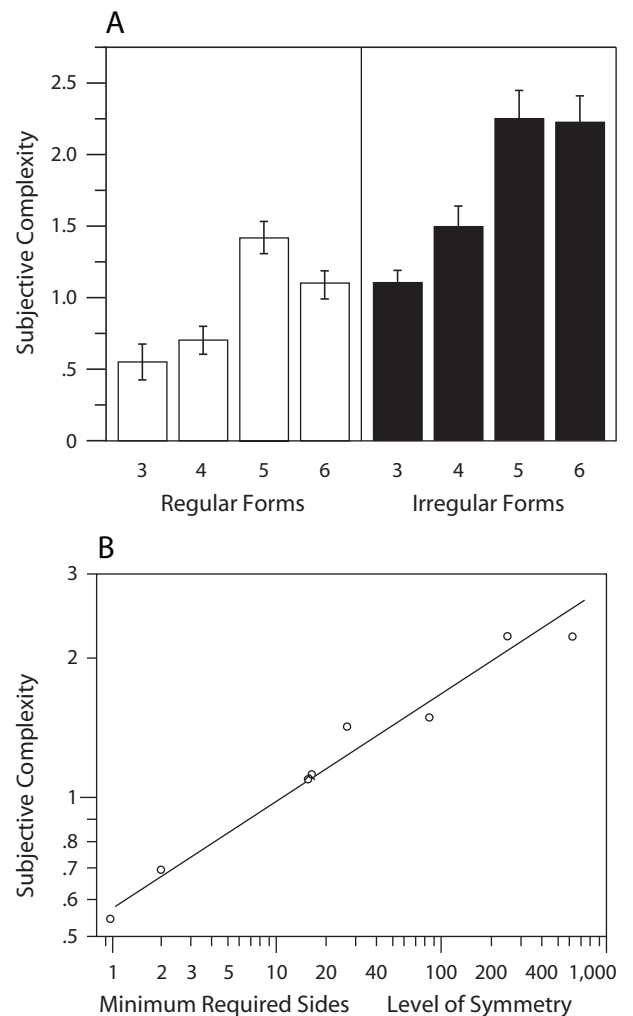 A
Subjective Complexity
2.5
2.0
1.5
1.0
.5
0
3 4 5 6 3 4 5 6
Regular Forms Irregular Forms
B
Subjective Complexity
3
2
1
.8
.7
.6
.5
1 2 3 5 10 20 40 100 200 400 1,000
Minimum Required Sides Level of Symmetry